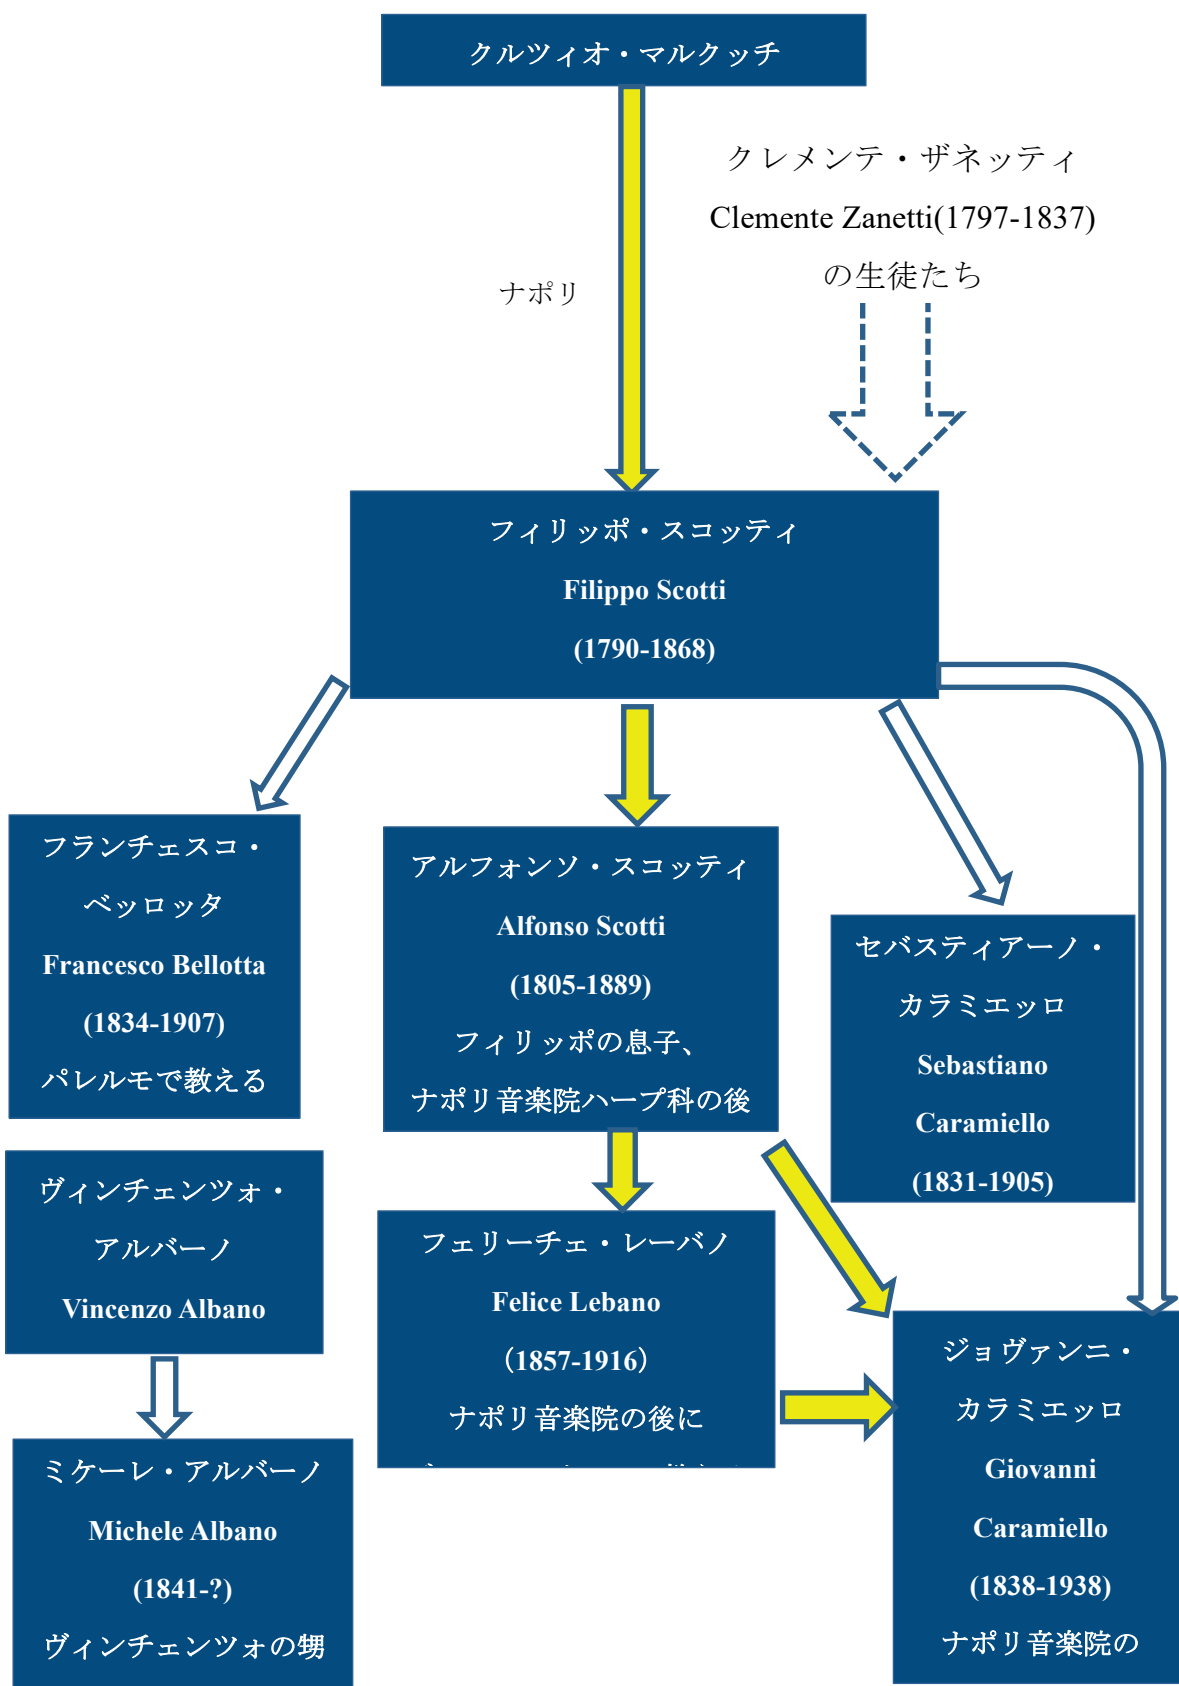 クルツィオ・マルクッチ
クレメンテ・ザネッティ
Clemente Zanetti(1797-1837)
の生徒たち
ナポリ
フィリッポ・スコッティ
Filippo Scotti
(1790-1868)
フランチェスコ・
ベッロッタ
Francesco Bellotta
(1834-1907)
パレルモで教える
アルフォンソ・スコッティ
Alfonso Scotti
(1805-1889)
フィリッポの息子、
ナポリ音楽院ハープ科の後
セバスティアーノ・
カラミエッロ
Sebastiano
Caramiello
(1831-1905)
ヴィンチェンツォ・
アルバーノ
Vincenzo Albano
フェリーチェ・レーバノ
Felice Lebano
（1857-1916）
ナポリ音楽院の後に
ミケーレ・アルバーノ
Michele Albano
(1841-?)
ヴィンチェンツォの甥
ジョヴァンニ・
カラミエッロ
Giovanni
Caramiello
(1838-1938)
ナポリ音楽院の